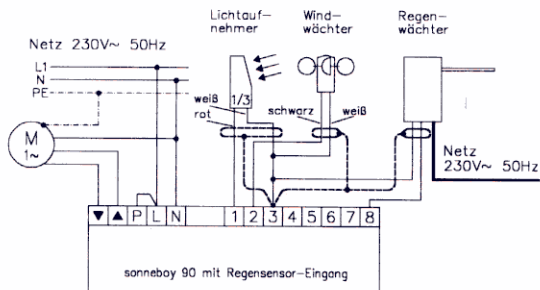 Lichtauf-
nehmer
Wind-
wächter
Regen-
wächter
Netz 230V~ 50Hz
L1
N
PE
weiß
rot
1/3
schwarz
weiß
M
1~
Netz
230V~ 50Hz
▼ ▲ P L N 1 2 3 4 5 6 7 8
sonneboy 90 mit Regensensor-Eingang